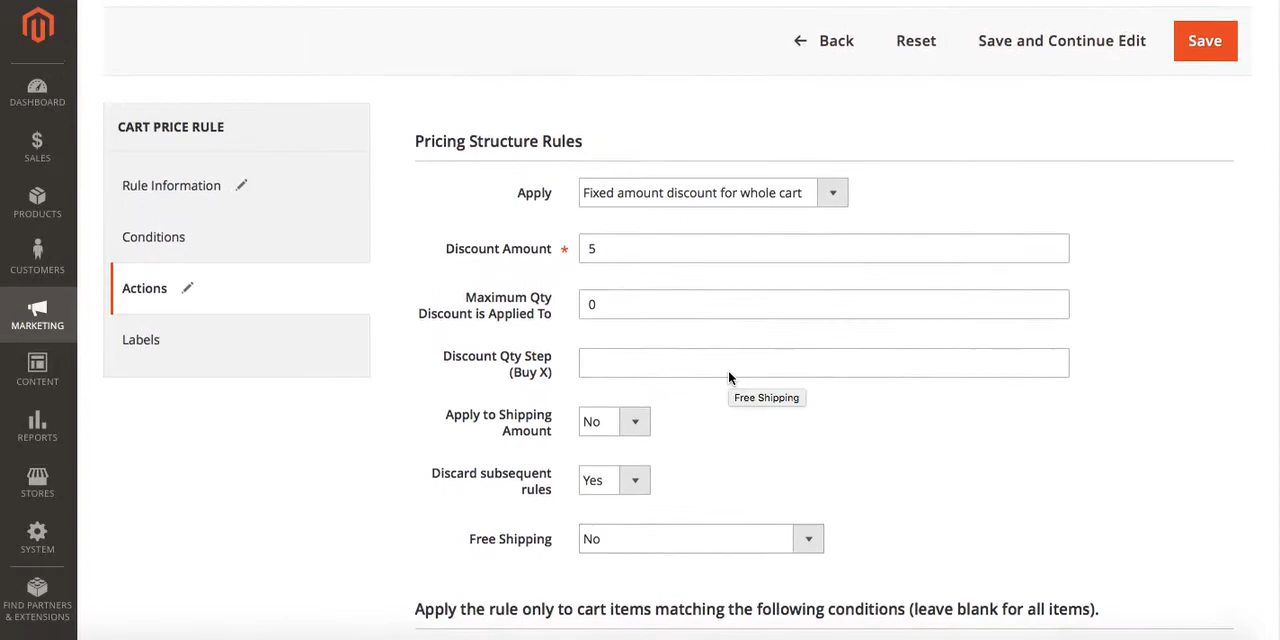 Back
Reset
Save and Continue Edit
Save
DASHBOARD
SALES
PRODUCTS
CUSTOMERS
MARKETING
CONTENT
REPORTS
STORES
SYSTEM
FIND PARTNERS
& EXTENSIONS
CART PRICE RULE
Rule Information
Conditions
Actions
Labels
Pricing Structure Rules
Apply
Fixed amount discount for whole cart
Discount Amount *
5
Maximum Qty
Discount is Applied To
0
Discount Qty Step
(Buy X)
Free Shipping
Apply to Shipping
Amount
No
Discard subsequent
rules
Yes
Free Shipping
No
Apply the rule only to cart items matching the following conditions (leave blank for all items).